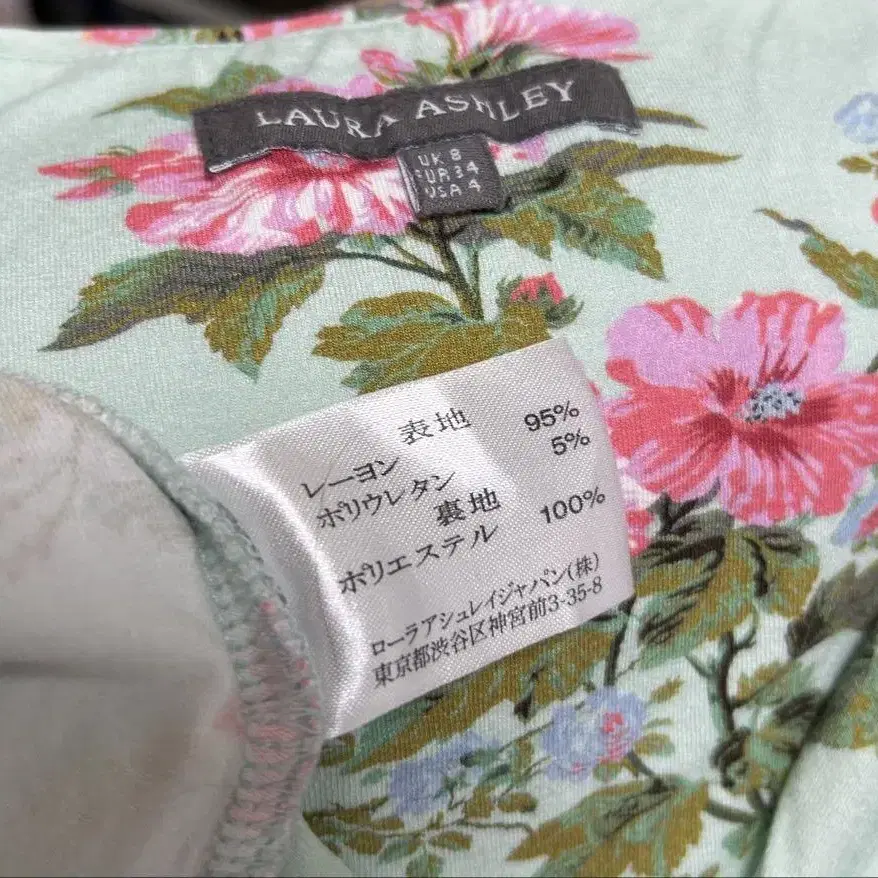 LAURA ASHLEY
UK 8
EUR 34
USA 4
表地
レーヨン 95%
ポリウレタン 5%
裏地
ポリエステル 100%
ローラアシュレイジャパン(株)
東京都渋谷区神宮前3-35-8